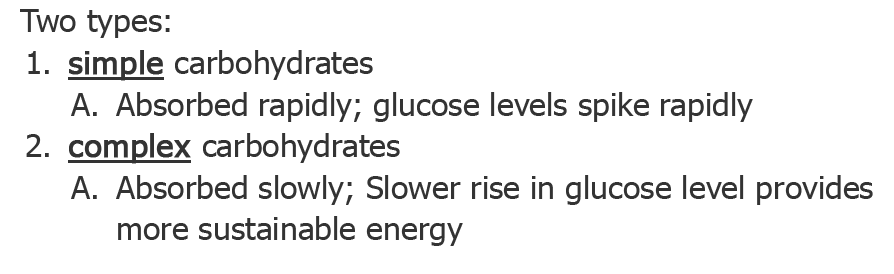 Two types:
1. simple carbohydrates
A. Absorbed rapidly; glucose levels spike rapidly
2. complex carbohydrates
A. Absorbed slowly; Slower rise in glucose level provides
more sustainable energy